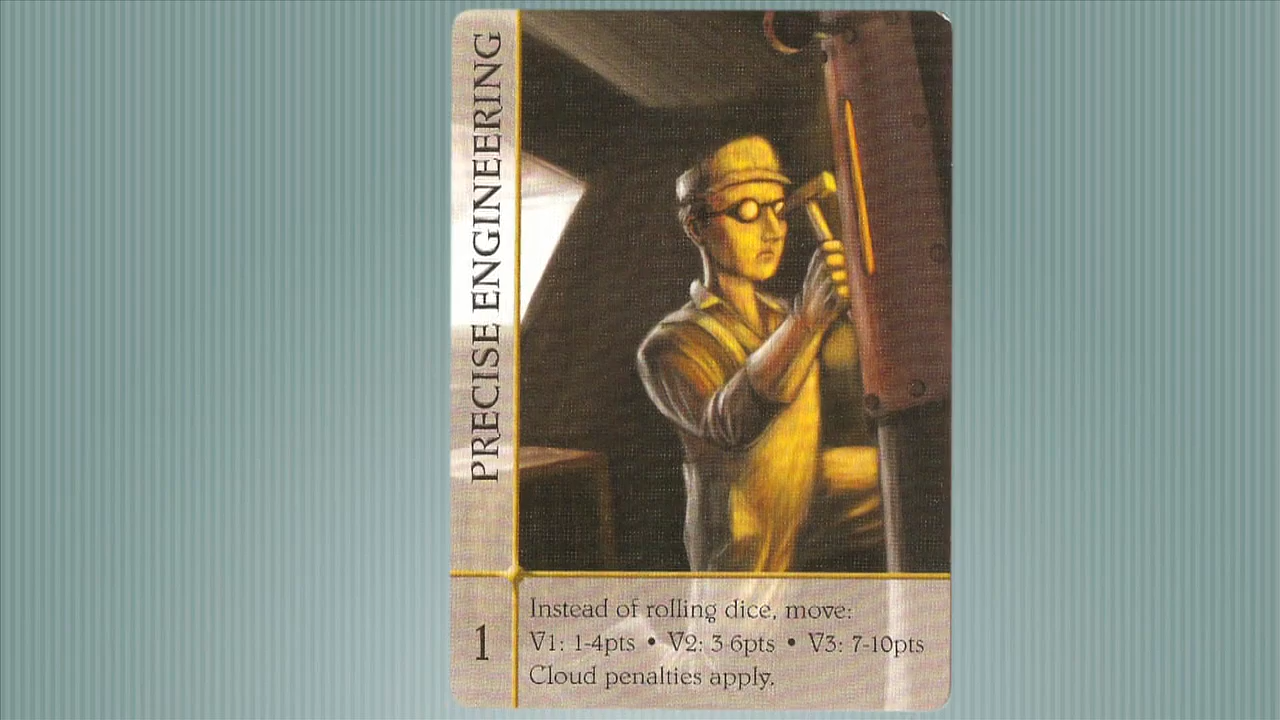 PRECISE ENGINEERING
1
Instead of rolling dice, move:
V1: 1-4pts • V2: 3 6pts • V3: 7-10pts
Cloud penalties apply.